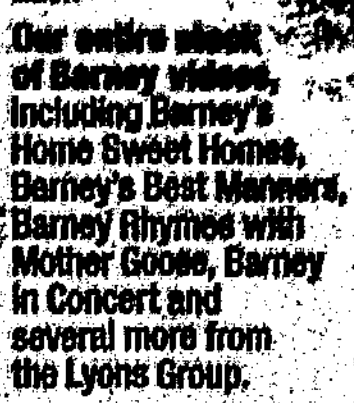 Our entire stock
of Barney videos,
Including Barney's
Home Sweet Homes,
Barney's Best Manners,
Barney Rhymes with
Mother Goose, Barney
in Concert and
several more from
the Lyons Group.